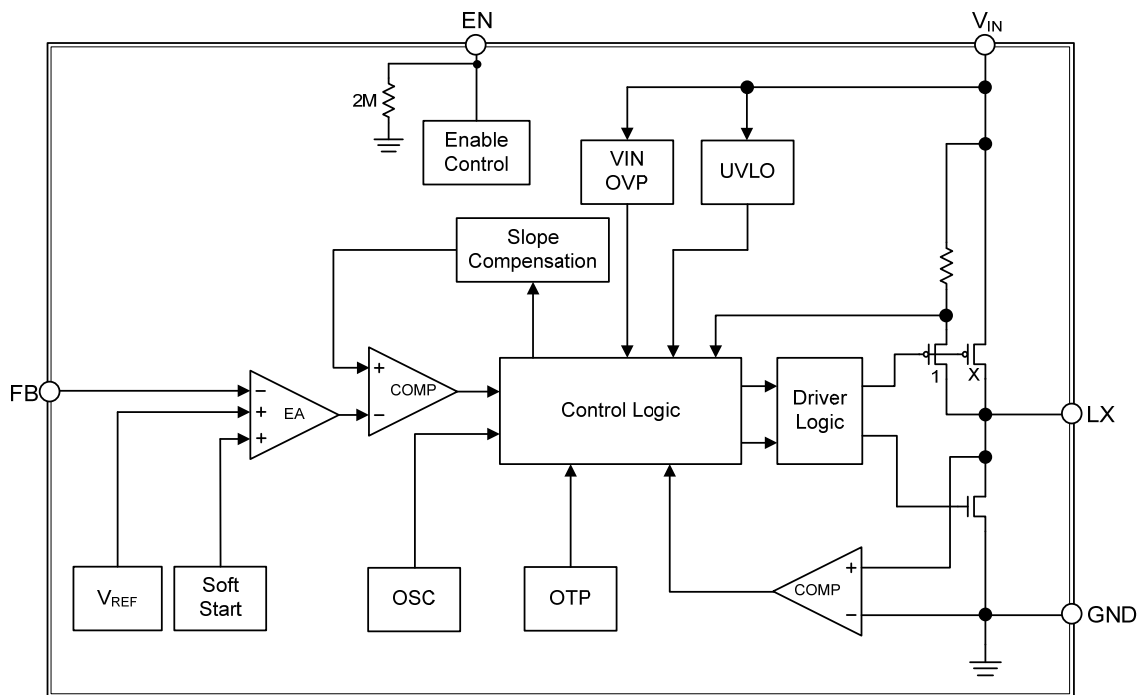 EN
VIN
2M
Enable
Control
VIN
OVP
UVLO
Slope
Compensation
+
COMP
−
FB
−
+
EA
+
Control Logic
Driver
Logic
1
X
LX
VREF
Soft
Start
OSC
OTP
+
COMP
−
GND